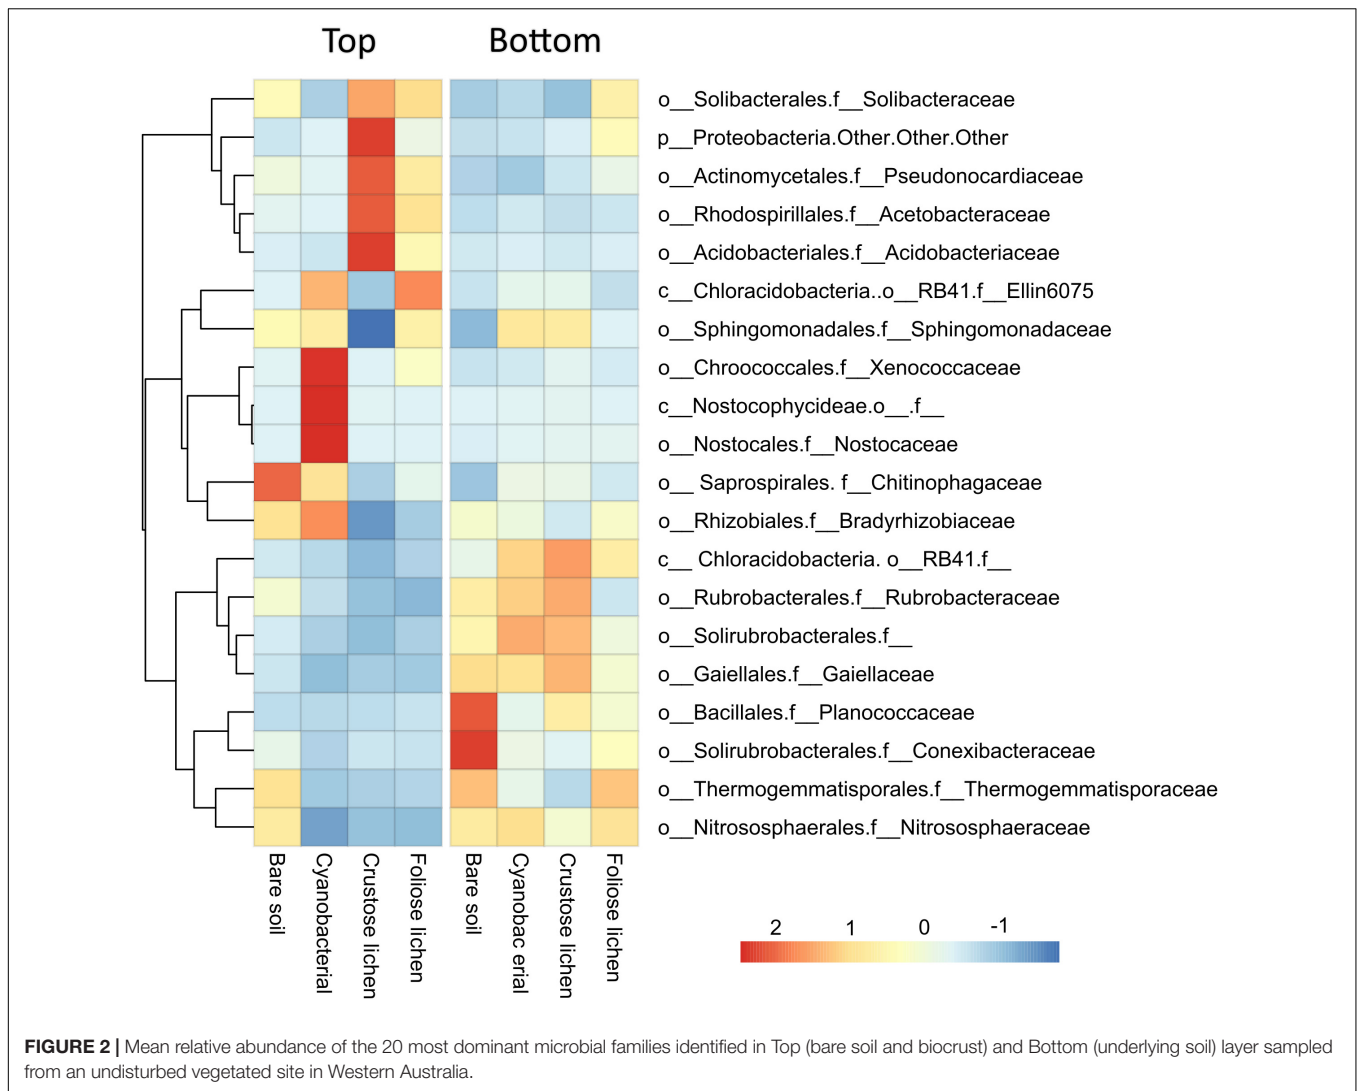 Top Bottom
o__Solibacterales.f__Solibacteraceae
p__Proteobacteria.Other.Other.Other
o__Actinomycetales.f__Pseudonocardiaceae
o__Rhodospirillales.f__Acetobacteraceae
o__Acidobacteriales.f__Acidobacteriaceae
c__Chloracidobacteria..o__RB41.f__Ellin6075
o__Sphingomonadales.f__Sphingomonadaceae
o__Chroococcales.f__Xenococcaceae
c__Nostocophycideae.o__.f__
o__Nostocales.f__Nostocaceae
o__ Saprospirales. f__Chitinophagaceae
o__Rhizobiales.f__Bradyrhizobiaceae
c__ Chloracidobacteria. o__RB41.f__
o__Rubrobacterales.f__Rubrobacteraceae
o__Solirubrobacterales.f__
o__Gaiellales.f__Gaiellaceae
o__Bacillales.f__Planococcaceae
o__Solirubrobacterales.f__Conexibacteraceae
o__Thermogemmatisporales.f__Thermogemmatisporaceae
o__Nitrososphaerales.f__Nitrososphaeraceae
Bare soil
Cyanobacterial
Crustose lichen
Foliose lichen
Bare soil
Cyanobac erial
Crustose lichen
Foliose lichen
2 1 0 -1
FIGURE 2 | Mean relative abundance of the 20 most dominant microbial families identified in Top (bare soil and biocrust) and Bottom (underlying soil) layer sampled
from an undisturbed vegetated site in Western Australia.